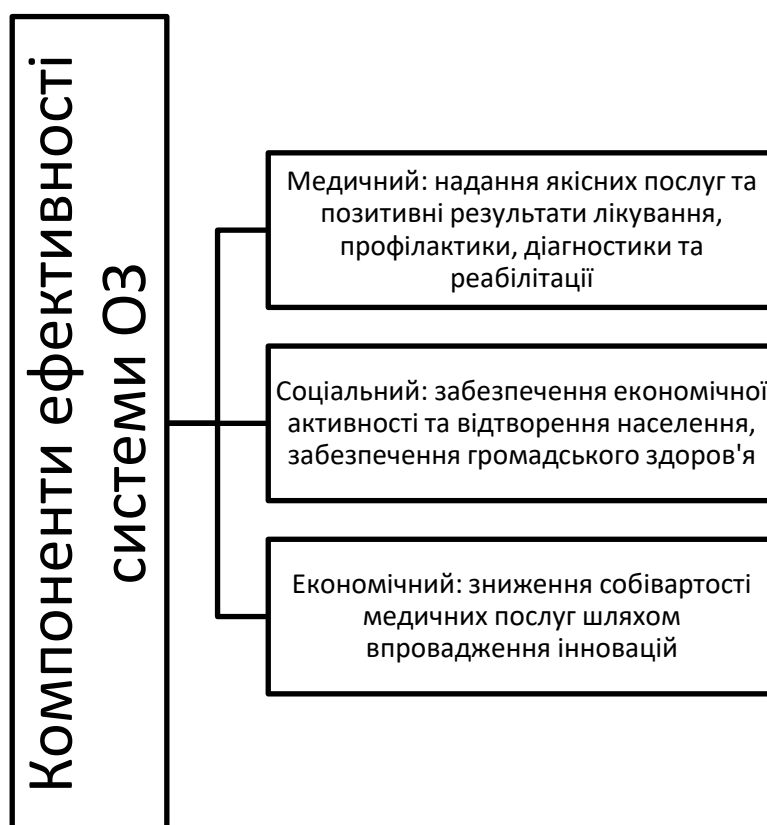 Компоненти ефективності
системи ОЗ
Медичний: надання якісних послуг та
позитивні результати лікування,
профілактики, діагностики та
реабілітації
Соціальний: забезпечення економічної
активності та відтворення населення,
забезпечення громадського здоров'я
Економічний: зниження собівартості
медичних послуг шляхом
впровадження інновацій